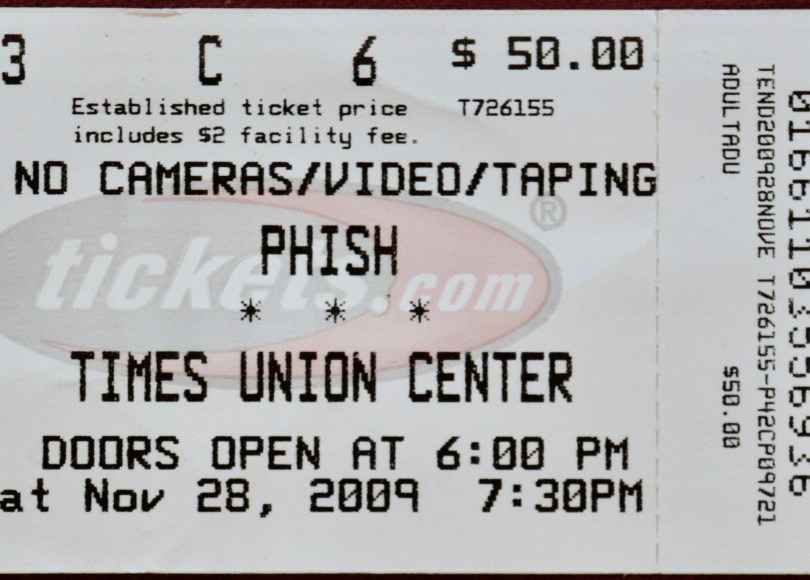 3 C 6 $ 50.00
Established ticket price T726155
includes $2 facility fee.
NO CAMERAS/VIDEO/TAPING
PHISH
tickets.com®
* * *
TIMES UNION CENTER
DOORS OPEN AT 6:00 PM
at Nov 28, 2009 7:30PM
ADULTADU $50.00
TEND200928NOVE T726155-P42CP09721